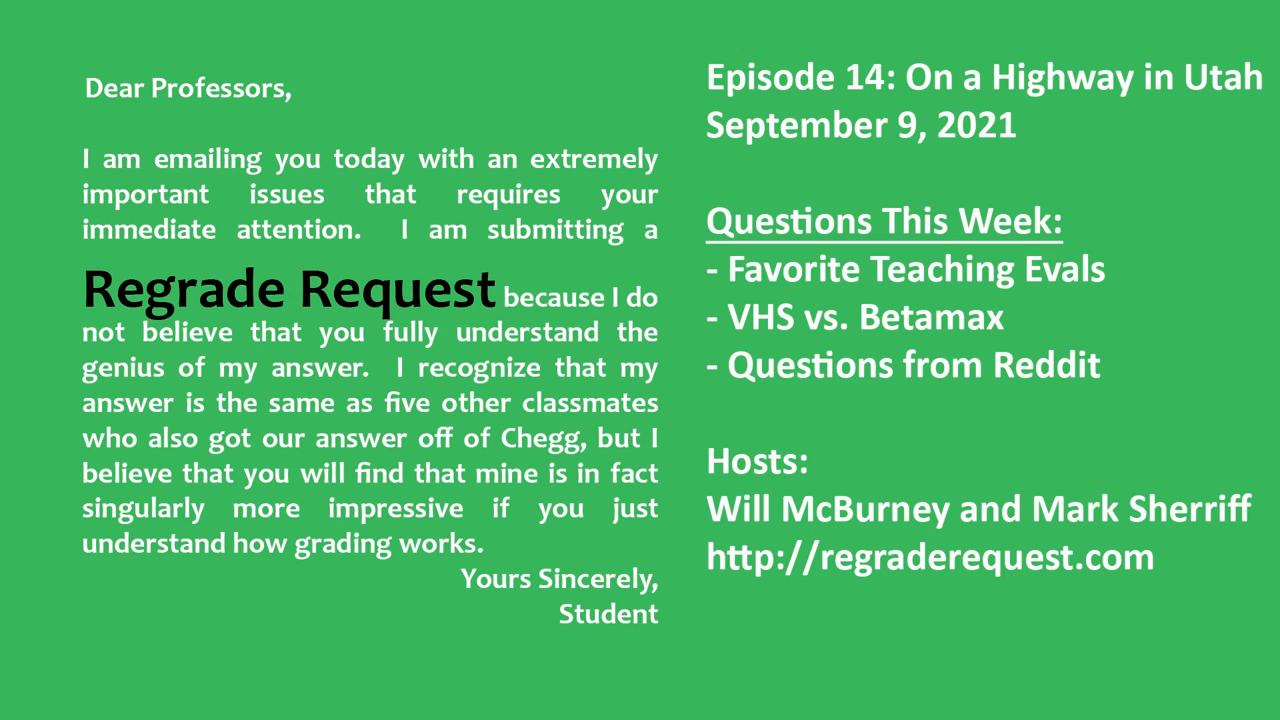 Dear Professors,
I am emailing you today with an extremely
important issues that requires your
immediate attention. I am submitting a
Regrade Request because I do
not believe that you fully understand the
genius of my answer. I recognize that my
answer is the same as five other classmates
who also got our answer off of Chegg, but I
believe that you will find that mine is in fact
singularly more impressive if you just
understand how grading works.
Yours Sincerely,
Student
Episode 14: On a Highway in Utah
September 9, 2021
Questions This Week:
- Favorite Teaching Evals
- VHS vs. Betamax
- Questions from Reddit
Hosts:
Will McBurney and Mark Sherriff
http://regraderequest.com